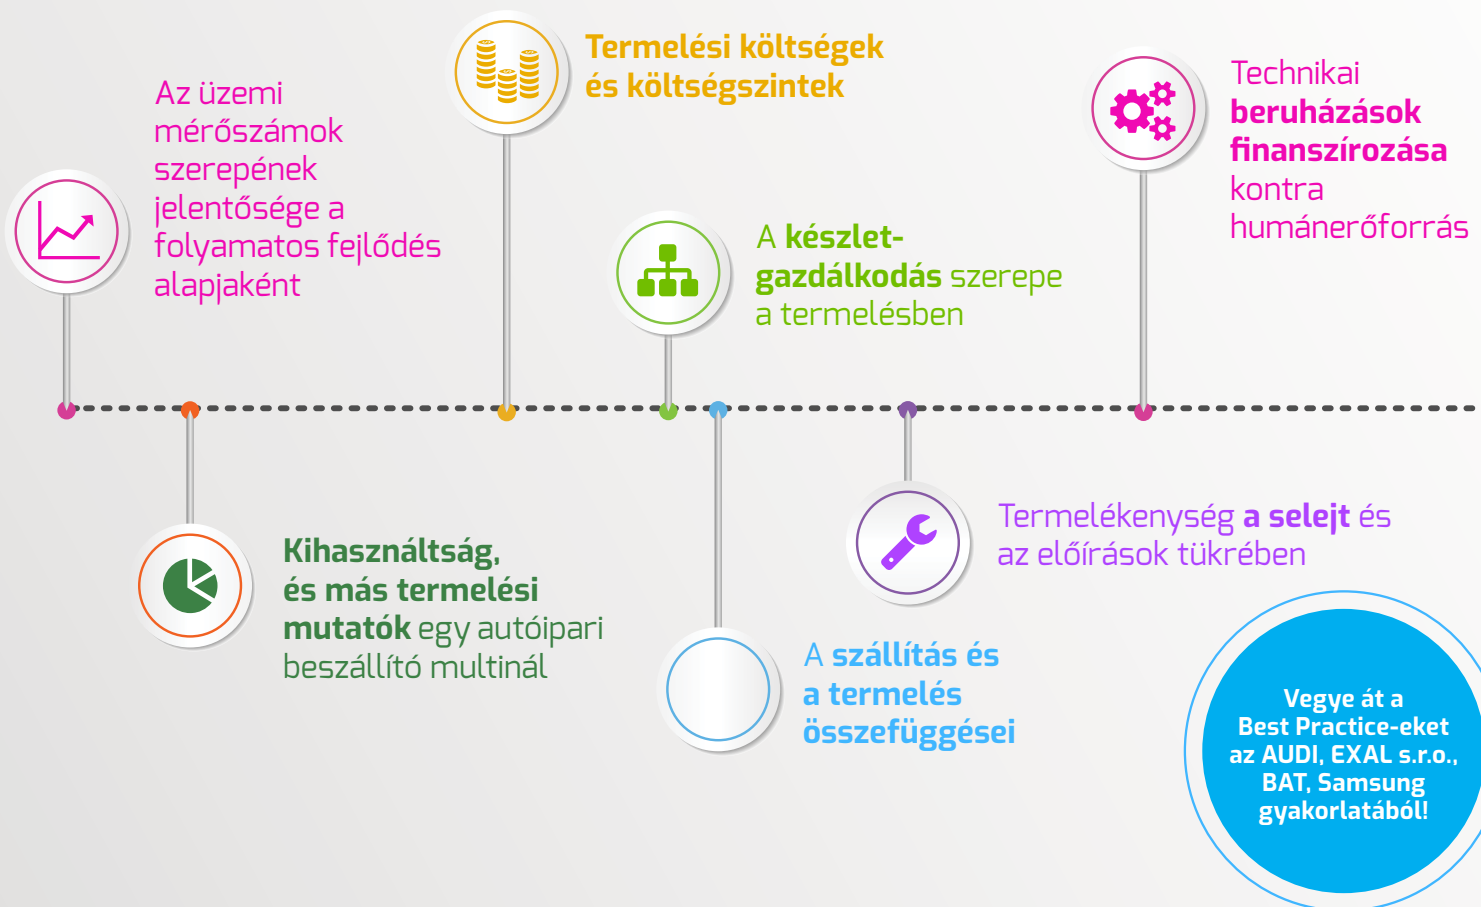 Az üzemi
mérőszámok
szerepének
jelentősége a
folyamatos fejlődés
alapjaként
Termelési költségek
és költségszintek
Technikai
beruházások
finanszírozása
kontra
humánerőforrás
A készlet-
gazdálkodás szerepe
a termelésben
Kihasználtság,
és más termelési
mutatók egy autóipari
beszállító multinál
A szállítás és
a termelés
összefüggései
Termelékenység a selejt és
az előírások tükrében
Vegye át a
Best Practice-eket
az AUDI, EXAL s.r.o.,
BAT, Samsung
gyakorlatából!